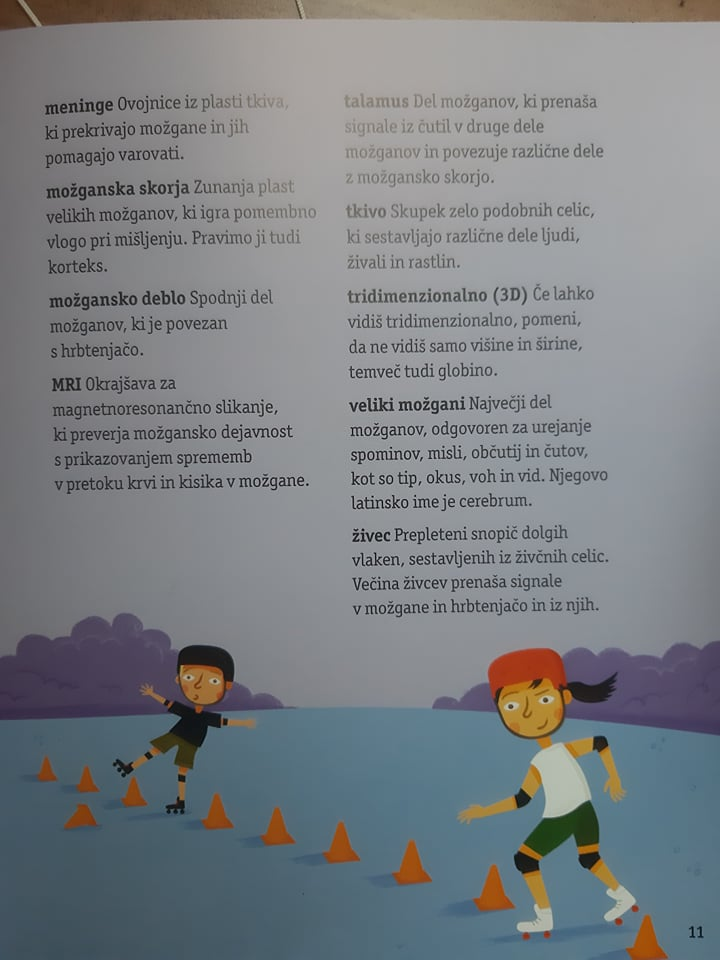 meninge Ovojnice iz plasti tkiva,
ki prekrivajo možgane in jih
pomagajo varovati.
možganska skorja Zunanja plast
velikih možganov, ki igra pomembno
vlogo pri mišljenju. Pravimo ji tudi
korteks.
možgansko deblo Spodnji del
možganov, ki je povezan
s hrbtenjačo.
MRI Okrajšava za
magnetnoresonančno slikanje,
ki preverja možgansko dejavnost
s prikazovanjem sprememb
v pretoku krvi in kisika v možgane.
talamus Del možganov, ki prenaša
signale iz čutil v druge dele
možganov in povezuje različne dele
z možgansko skorjo.
tkivo Skupek zelo podobnih celic,
ki sestavljajo različne dele ljudi,
živali in rastlin.
tridimenzionalno (3D) Če lahko
vidiš tridimenzionalno, pomeni,
da ne vidiš samo višine in širine,
temveč tudi globino.
veliki možgani Največji del
možganov, odgovoren za urejanje
spominov, misli, občutij in čutov,
kot so tip, okus, voh in vid. Njegovo
latinsko ime je cerebrum.
živec Prepleteni snopič dolgih
vlaken, sestavljenih iz živčnih celic.
Večina živcev prenaša signale
v možgane in hrbtenjačo in iz njih.
11